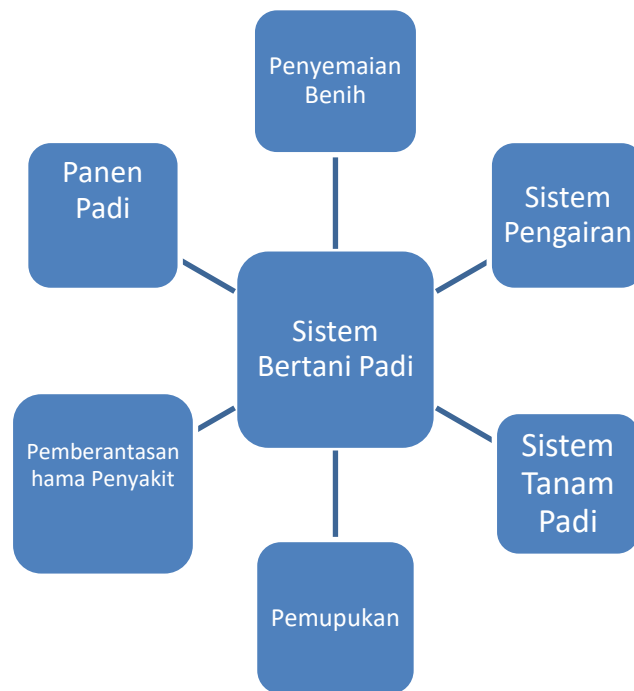 Penyemaian
Benih
Panen
Padi
Sistem
Pengairan
Sistem
Bertani Padi
Pemberantasan
hama Penyakit
Sistem
Tanam
Padi
Pemupukan